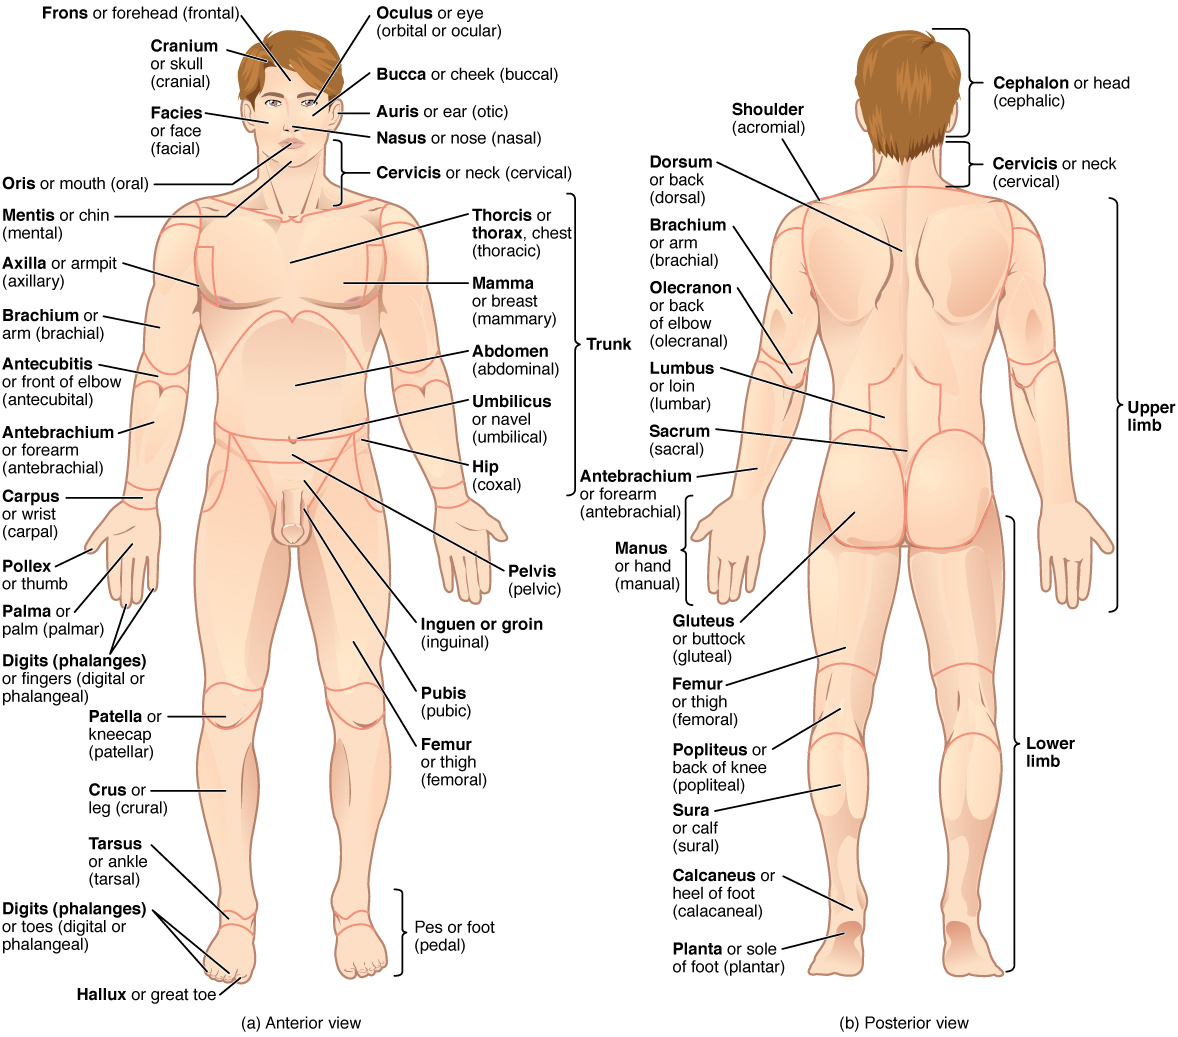 Frons or forehead (frontal)
Cranium
or skull
(cranial)
Facies
or face
(facial)
Oris or mouth (oral)
Mentis or chin
(mental)
Axilla or armpit
(axillary)
Brachium or
arm (brachial)
Antecubitis
or front of elbow
(antecubital)
Antebrachium
or forearm
(antebrachial)
Carpus
or wrist
(carpal)
Pollex
or thumb
Palma or
palm (palmar)
Digits (phalanges)
or fingers (digital or
phalangeal)
Patella or
kneecap
(patellar)
Crus or
leg (crural)
Tarsus
or ankle
(tarsal)
Digits (phalanges)
or toes (digital or
phalangeal)
Hallux or great toe
Oculus or eye
(orbital or ocular)
Bucca or cheek (buccal)
Auris or ear (otic)
Nasus or nose (nasal)
Cervicis or neck (cervical)
Thorcis or
thorax, chest
(thoracic)
Mamma
or breast
(mammary)
Abdomen
(abdominal)
Umbilicus
or navel
(umbilical)
Hip
(coxal)
Trunk
Pelvis
(pelvic)
Inguen or groin
(inguinal)
Pubis
(pubic)
Femur
or thigh
(femoral)
Pes or foot
(pedal)
(a) Anterior view
Shoulder
(acromial)
Dorsum
or back
(dorsal)
Brachium
or arm
(brachial)
Olecranon
or back
of elbow
(olecranal)
Lumbus
or loin
(lumbar)
Sacrum
(sacral)
Antebrachium
or forearm
(antebrachial)
Manus
or hand
(manual)
Gluteus
or buttock
(gluteal)
Femur
or thigh
(femoral)
Popliteus or
back of knee
(popliteal)
Sura
or calf
(sural)
Calcaneus or
heel of foot
(calacaneal)
Planta or sole
of foot (plantar)
Cephalon or head
(cephalic)
Cervicis or neck
(cervical)
Upper
limb
Lower
limb
(b) Posterior view